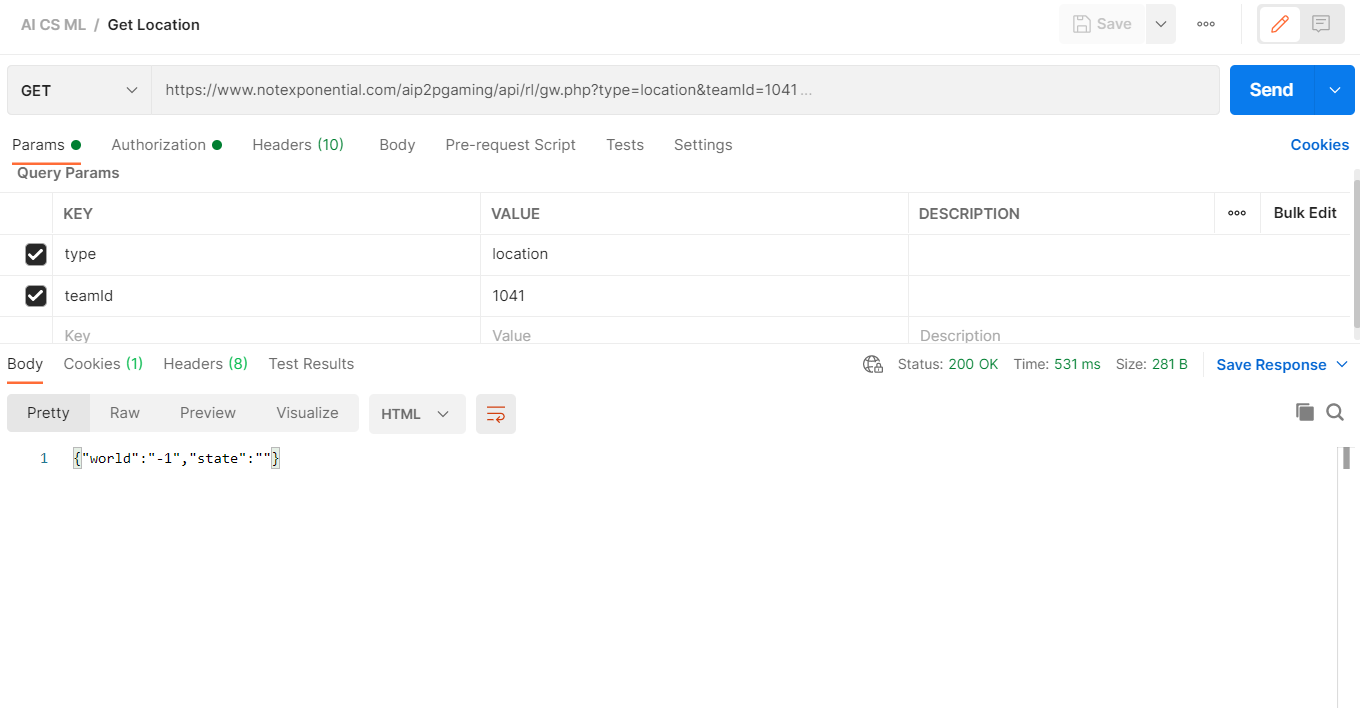 AI CS ML / Get Location
Save
GET
https://www.notexponential.com/aip2pgaming/api/rl/gw.php?type=location&teamId=1041 ...
Send
Params
Authorization
Headers (10)
Body
Pre-request Script
Tests
Settings
Cookies
Query Params
KEY VALUE DESCRIPTION
Bulk Edit
type location
teamId 1041
Key Value Description
Body
Cookies (1)
Headers (8)
Test Results
Status: 200 OK
Time: 531 ms
Size: 281 B
Save Response
Pretty
Raw
Preview
Visualize
HTML
1 {"world":"-1","state":""}